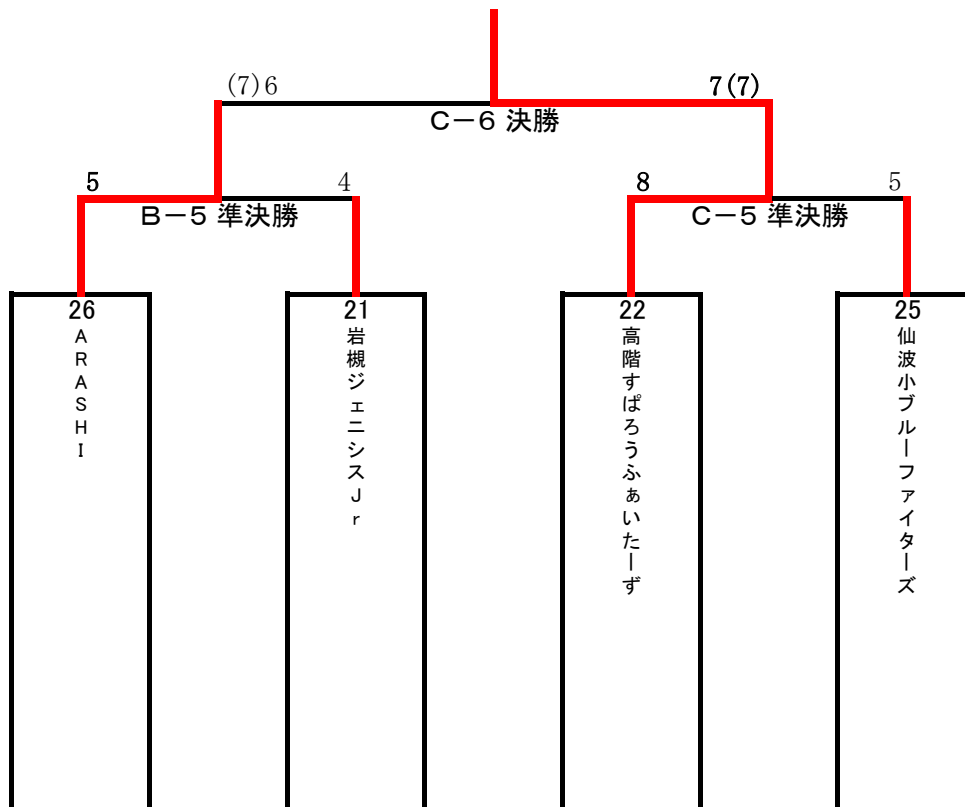 (7)6
7(7)
C－6 決勝
5
4
8
5
B－5 準決勝
C－5 準決勝
26
21
22
25
ARASHI
岩槻ジェニシスJr
高階すぱろうふぁいたーず
仙波小ブルーファイターズ